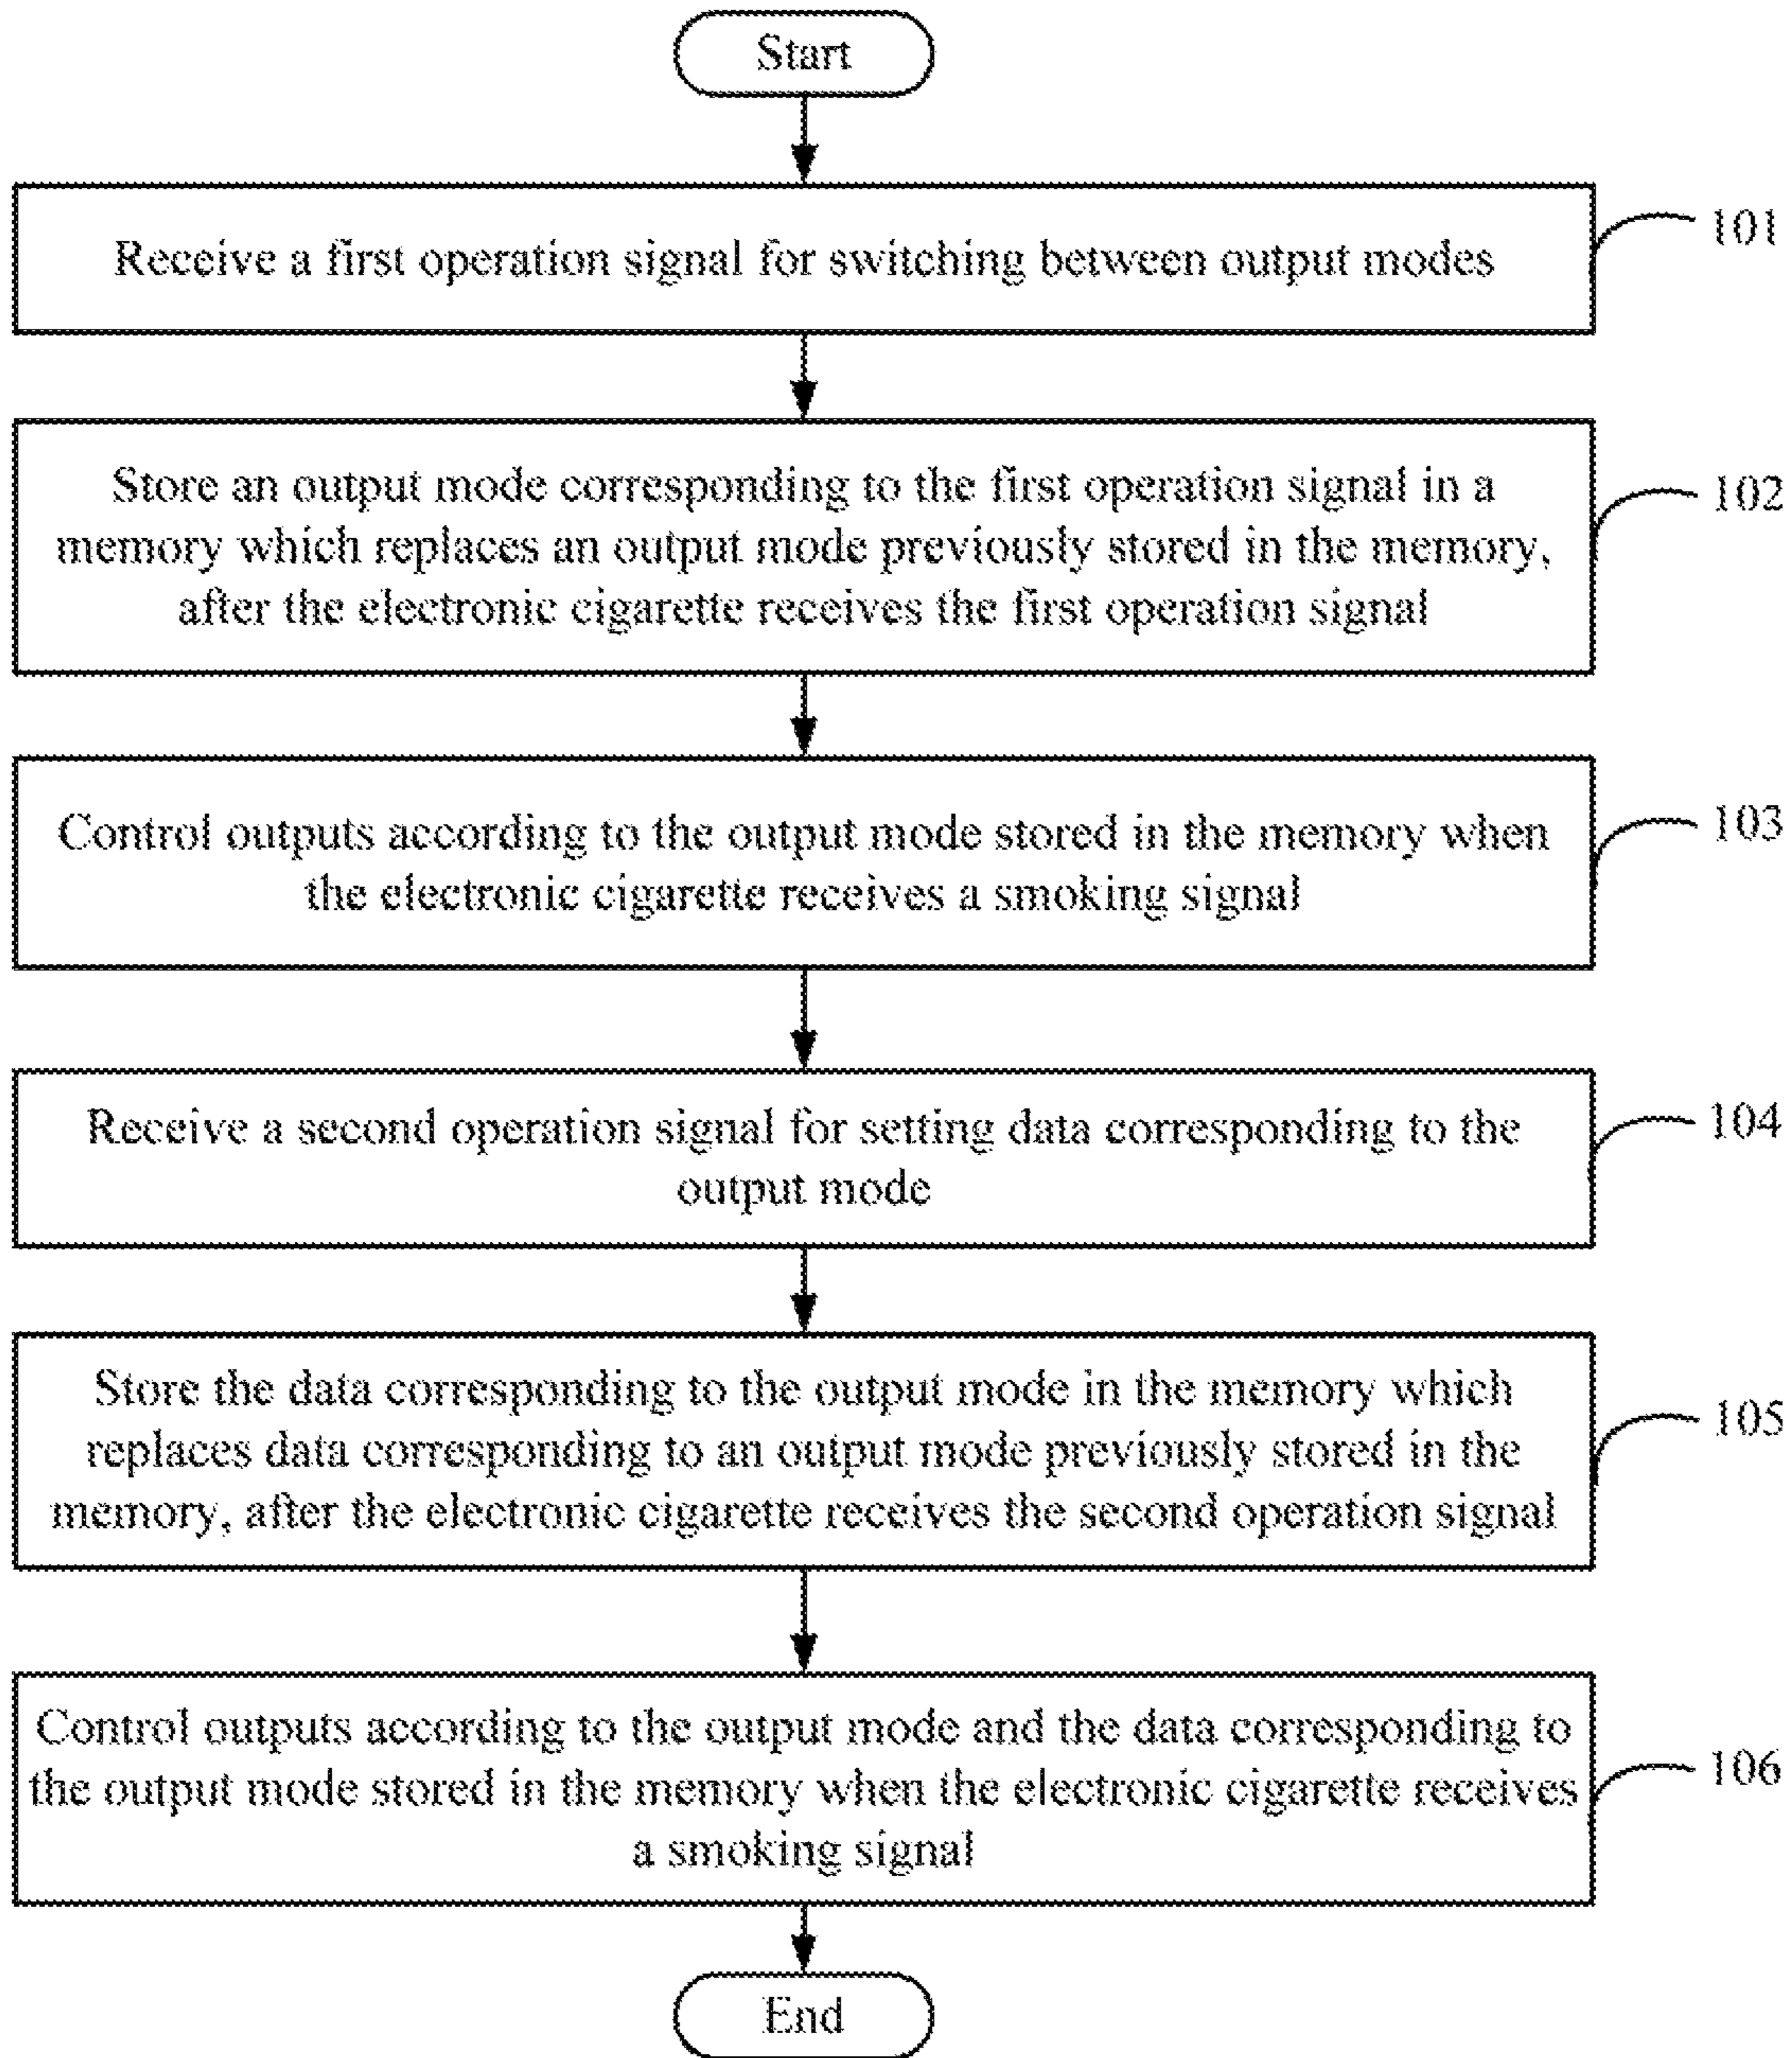 Start
Receive a first operation signal for switching between output modes
101
Store an output mode corresponding to the first operation signal in a
memory which replaces an output mode previously stored in the memory,
after the electronic cigarette receives the first operation signal
102
Control outputs according to the output mode stored in the memory when
the electronic cigarette receives a smoking signal
103
Receive a second operation signal for setting data corresponding to the
output mode
104
Store the data corresponding to the output mode in the memory which
replaces data corresponding to an output mode previously stored in the
memory, after the electronic cigarette receives the second operation signal
105
Control outputs according to the output mode and the data corresponding to
the output mode stored in the memory when the electronic cigarette receives
a smoking signal
106
End